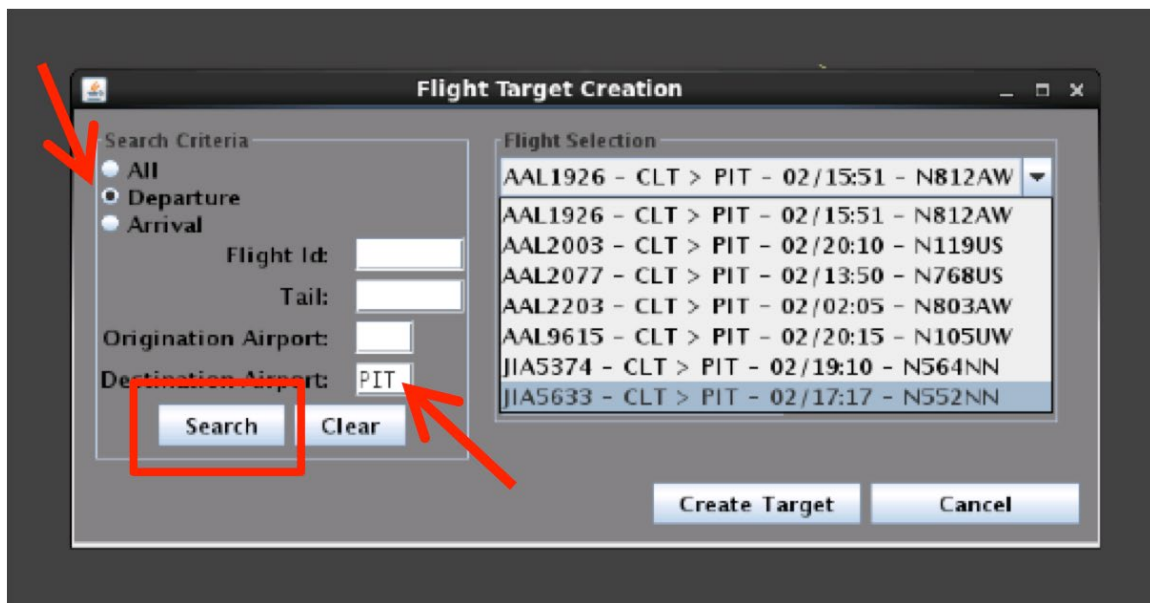 Flight Target Creation
Search Criteria
All
Departure
Arrival
Flight Id:
Tail:
Origination Airport:
Destination Airport: PIT
Search Clear
Flight Selection
AAL1926 - CLT > PIT - 02/15:51 - N812AW
AAL1926 - CLT > PIT - 02/15:51 - N812AW
AAL2003 - CLT > PIT - 02/20:10 - N119US
AAL2077 - CLT > PIT - 02/13:50 - N768US
AAL2203 - CLT > PIT - 02/02:05 - N803AW
AAL9615 - CLT > PIT - 02/20:15 - N105UW
JIA5374 - CLT > PIT - 02/19:10 - N564NN
JIA5633 - CLT > PIT - 02/17:17 - N552NN
Create Target Cancel